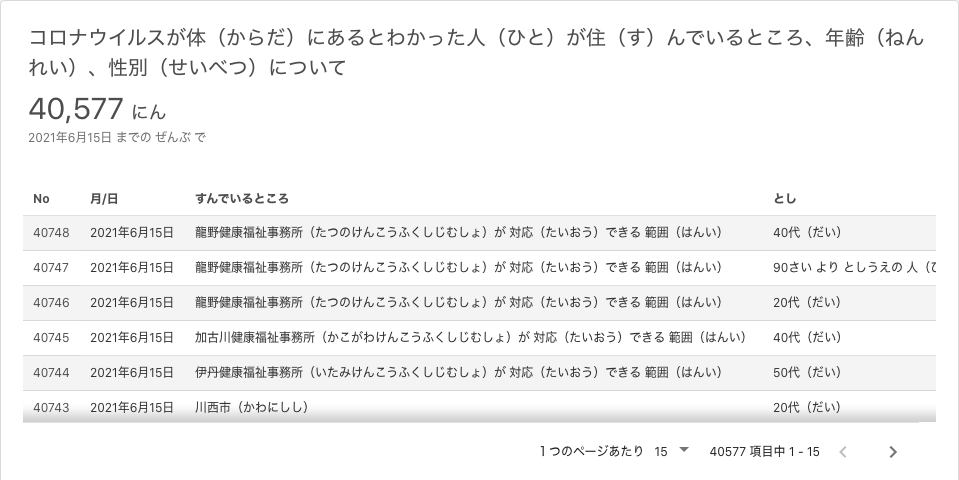 コロナウイルスが体（からだ）にあるとわかった人（ひと）が住（す）んでいるところ、年齢（ねん
れい）、性別（せいべつ）について
40,577 にん
2021年6月15日 までの ぜんぶ で
No 月/日 すんでいるところ とし
40748 2021年6月15日 龍野健康福祉事務所（たつのけんこうふくしじむしょ）が 対応（たいおう）できる 範囲（はんい） 40代（だい）
40747 2021年6月15日 龍野健康福祉事務所（たつのけんこうふくしじむしょ）が 対応（たいおう）できる 範囲（はんい） 90さい より としうえの 人（ひ
40746 2021年6月15日 龍野健康福祉事務所（たつのけんこうふくしじむしょ）が 対応（たいおう）できる 範囲（はんい） 20代（だい）
40745 2021年6月15日 加古川健康福祉事務所（かこがわけんこうふくしじむしょ）が 対応（たいおう）できる 範囲（はんい） 40代（だい）
40744 2021年6月15日 伊丹健康福祉事務所（いたみけんこうふくしじむしょ）が 対応（たいおう）できる 範囲（はんい） 50代（だい）
40743 2021年6月15日 川西市（かわにしし） 20代（だい）
1 つのページあたり 15 40577 項目中 1 - 15